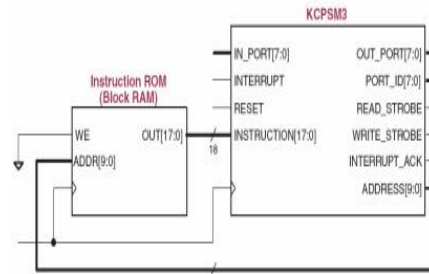 KCPSM3
IN_PORT[7:0]
OUT_PORT[7:0]
INTERRUPT
PORT_ID[7:0]
RESET
READ_STROBE
INSTRUCTION[17:0]
WRITE_STROBE
INTERRUPT_ACK
ADDRESS[9:0]
Instruction ROM
(Block RAM)
WE
OUT[17:0]
ADDR[9:0]
18